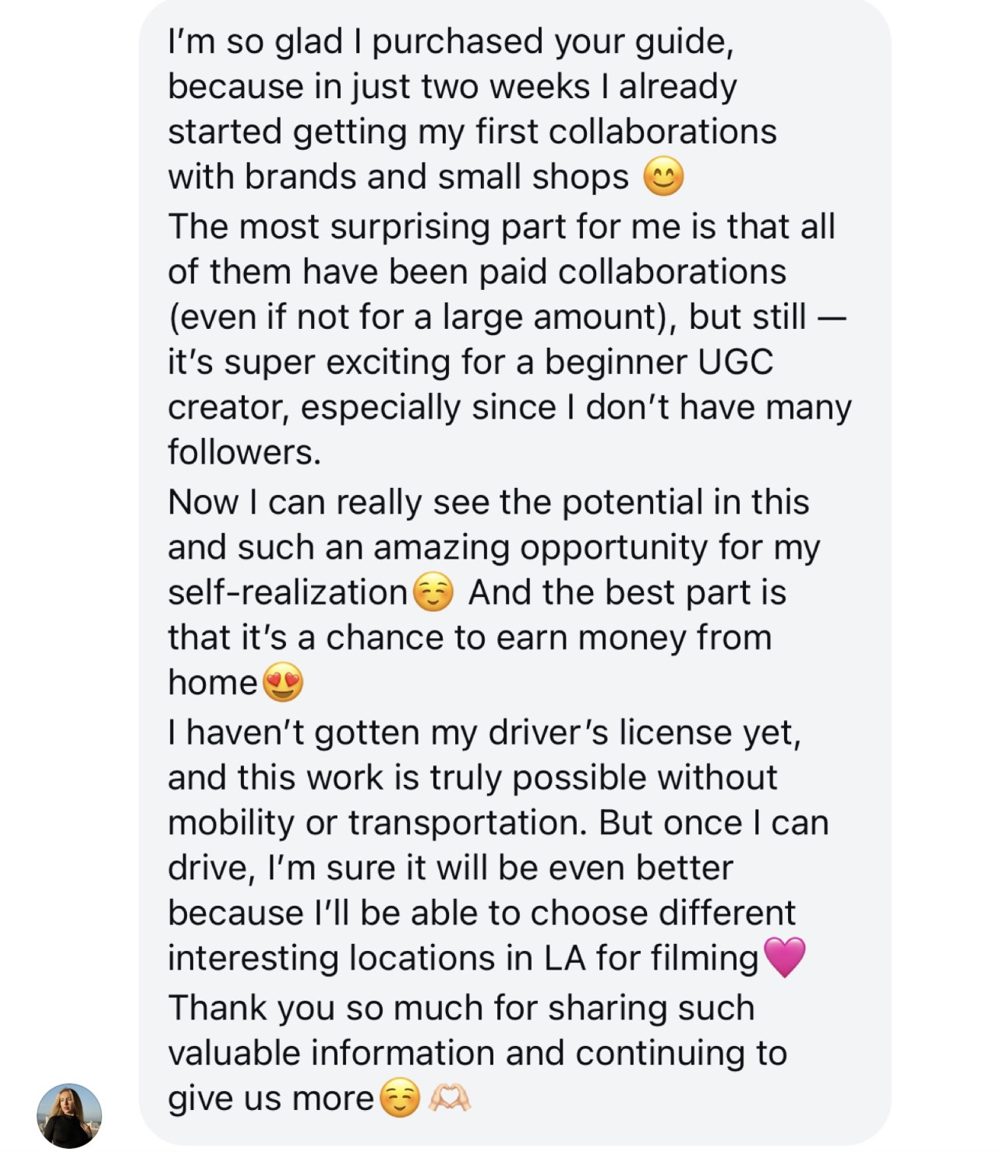 I’m so glad I purchased your guide,
because in just two weeks I already
started getting my first collaborations
with brands and small shops 😊
The most surprising part for me is that all
of them have been paid collaborations
(even if not for a large amount), but still —
it’s super exciting for a beginner UGC
creator, especially since I don’t have many
followers.
Now I can really see the potential in this
and such an amazing opportunity for my
self-realization☺️ And the best part is
that it’s a chance to earn money from
home😍
I haven’t gotten my driver’s license yet,
and this work is truly possible without
mobility or transportation. But once I can
drive, I’m sure it will be even better
because I’ll be able to choose different
interesting locations in LA for filming🩷
Thank you so much for sharing such
valuable information and continuing to
give us more☺️🫶🏻